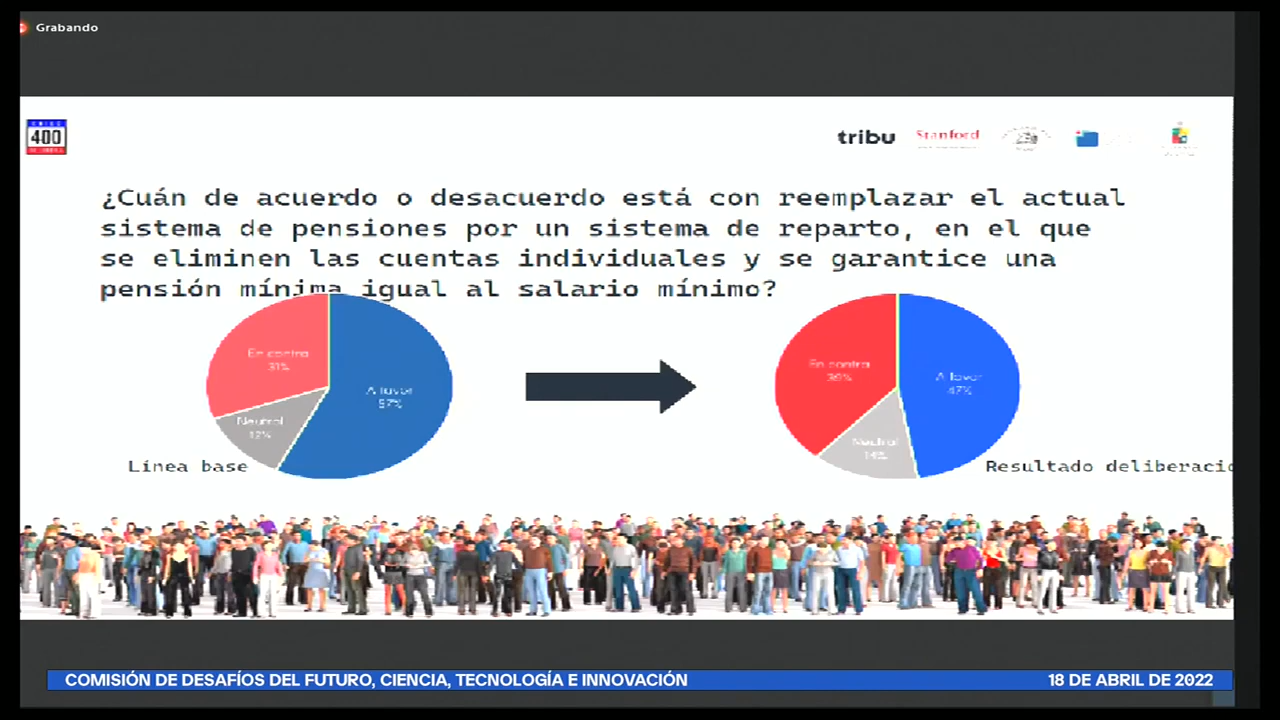 Grabando
400
tribu
Stanford
¿Cuán de acuerdo o desacuerdo está con reemplazar el actual
sistema de pensiones por un sistema de reparto, en el que
se eliminen las cuentas individuales y se garantice una
pensión mínima igual al salario mínimo?
En contra
31%
A favor
57%
Neutral
12%
Línea base
En contra
A favor
47%
Neutral
14%
Resultado deliberació
COMISIÓN DE DESAFÍOS DEL FUTURO, CIENCIA, TECNOLOGÍA E INNOVACIÓN
18 DE ABRIL DE 2022